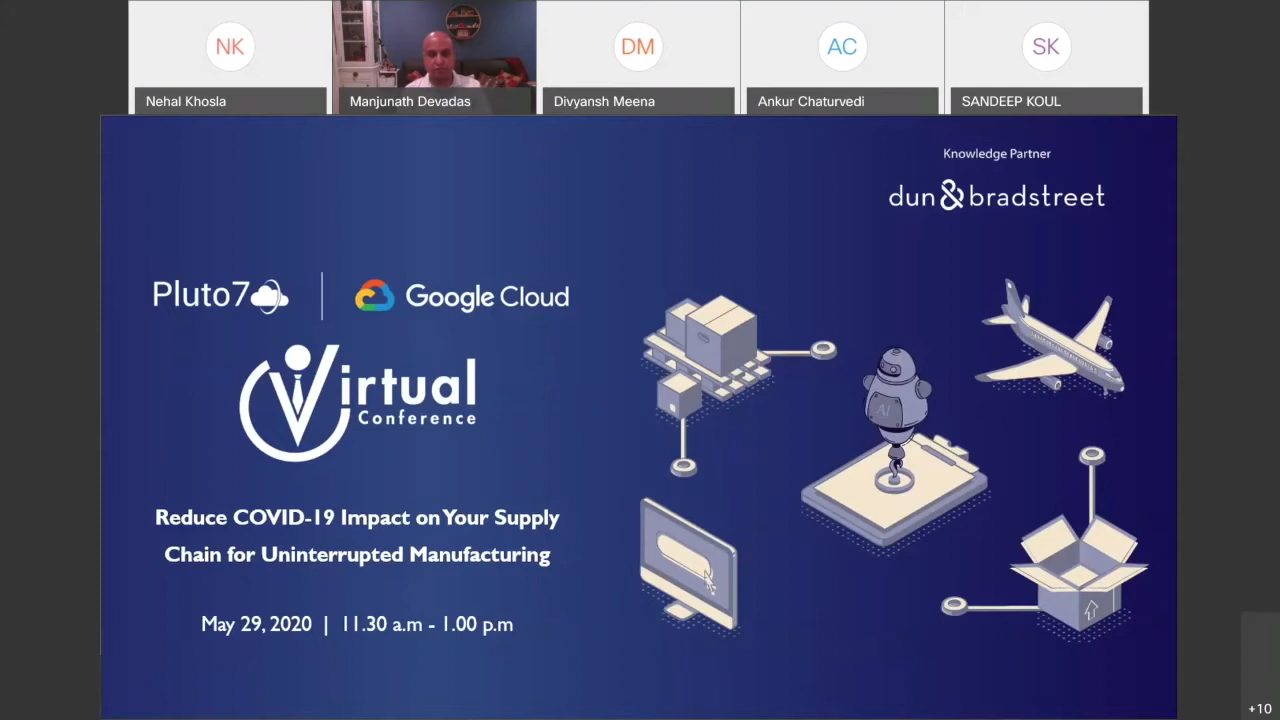 NK
DM
AC
SK
Nehal Khosla
Manjunath Devadas
Divyansh Meena
Ankur Chaturvedi
SANDEEP KOUL
Knowledge Partner
dun & bradstreet
Pluto7
Google Cloud
Virtual
Conference
AI
Reduce COVID-19 Impact on Your Supply
Chain for Uninterrupted Manufacturing
May 29, 2020 | 11.30 a.m - 1.00 p.m
+10